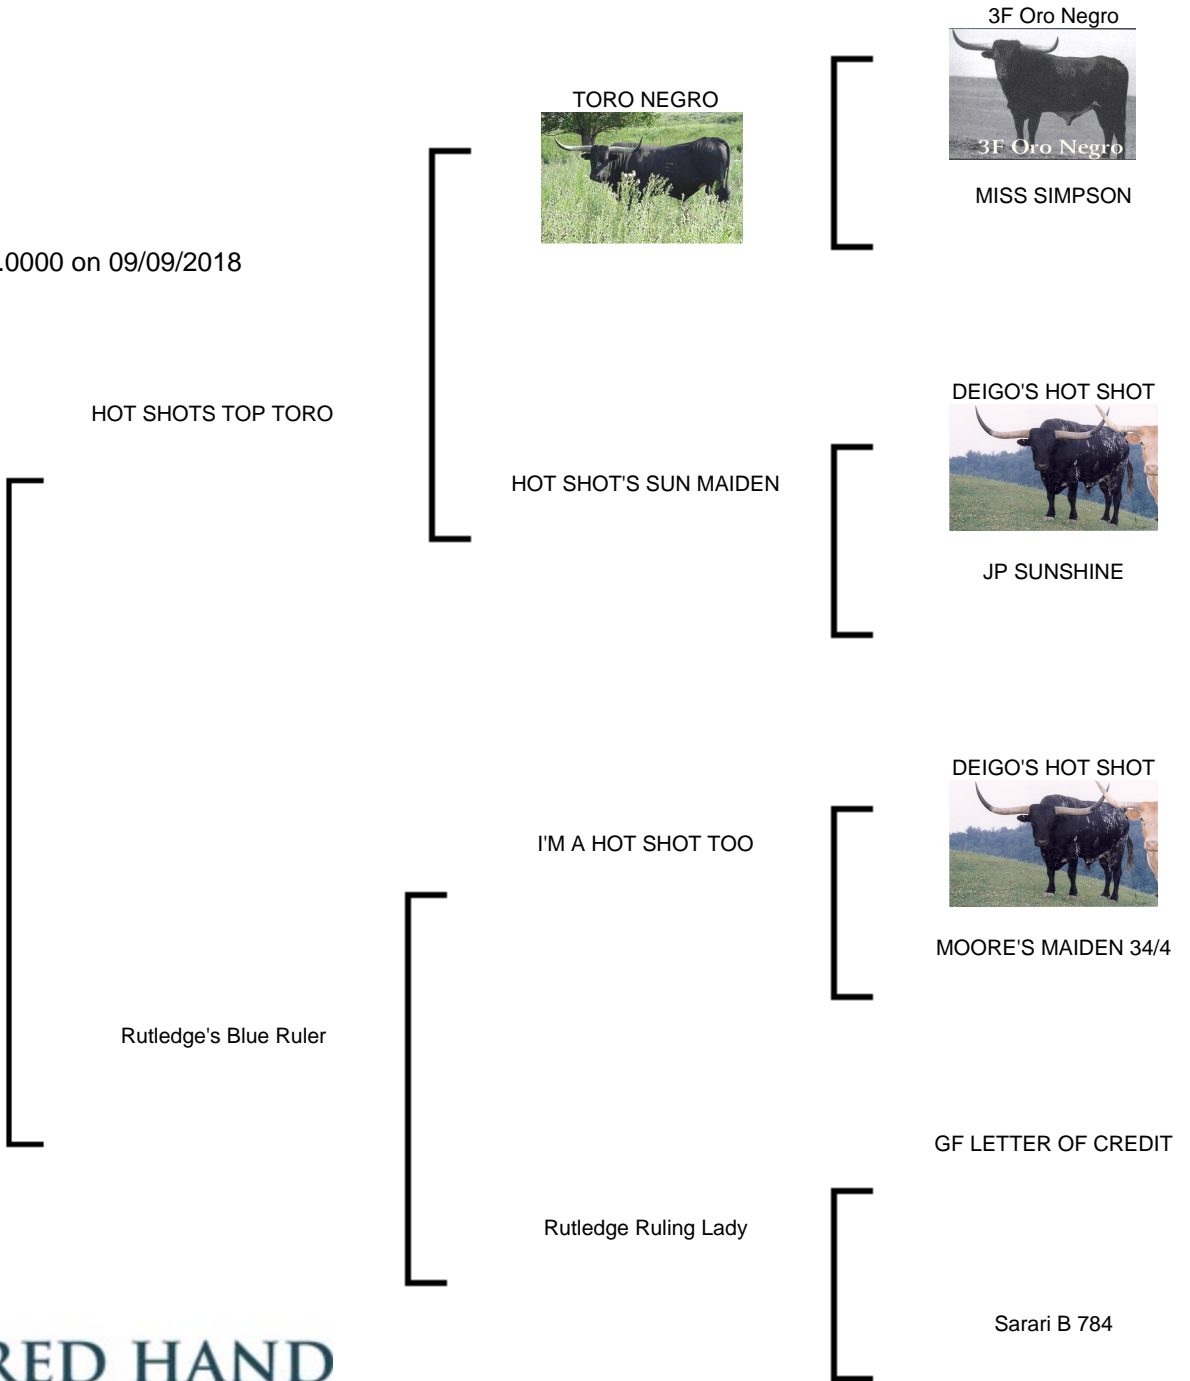 3F Oro Negro
TORO NEGRO
3F Oro Negro
MISS SIMPSON
.0000 on 09/09/2018
DEIGO'S HOT SHOT
HOT SHOTS TOP TORO
HOT SHOT'S SUN MAIDEN
JP SUNSHINE
DEIGO'S HOT SHOT
I'M A HOT SHOT TOO
MOORE'S MAIDEN 34/4
Rutledge's Blue Ruler
GF LETTER OF CREDIT
Rutledge Ruling Lady
Sarari B 784
RED HAND